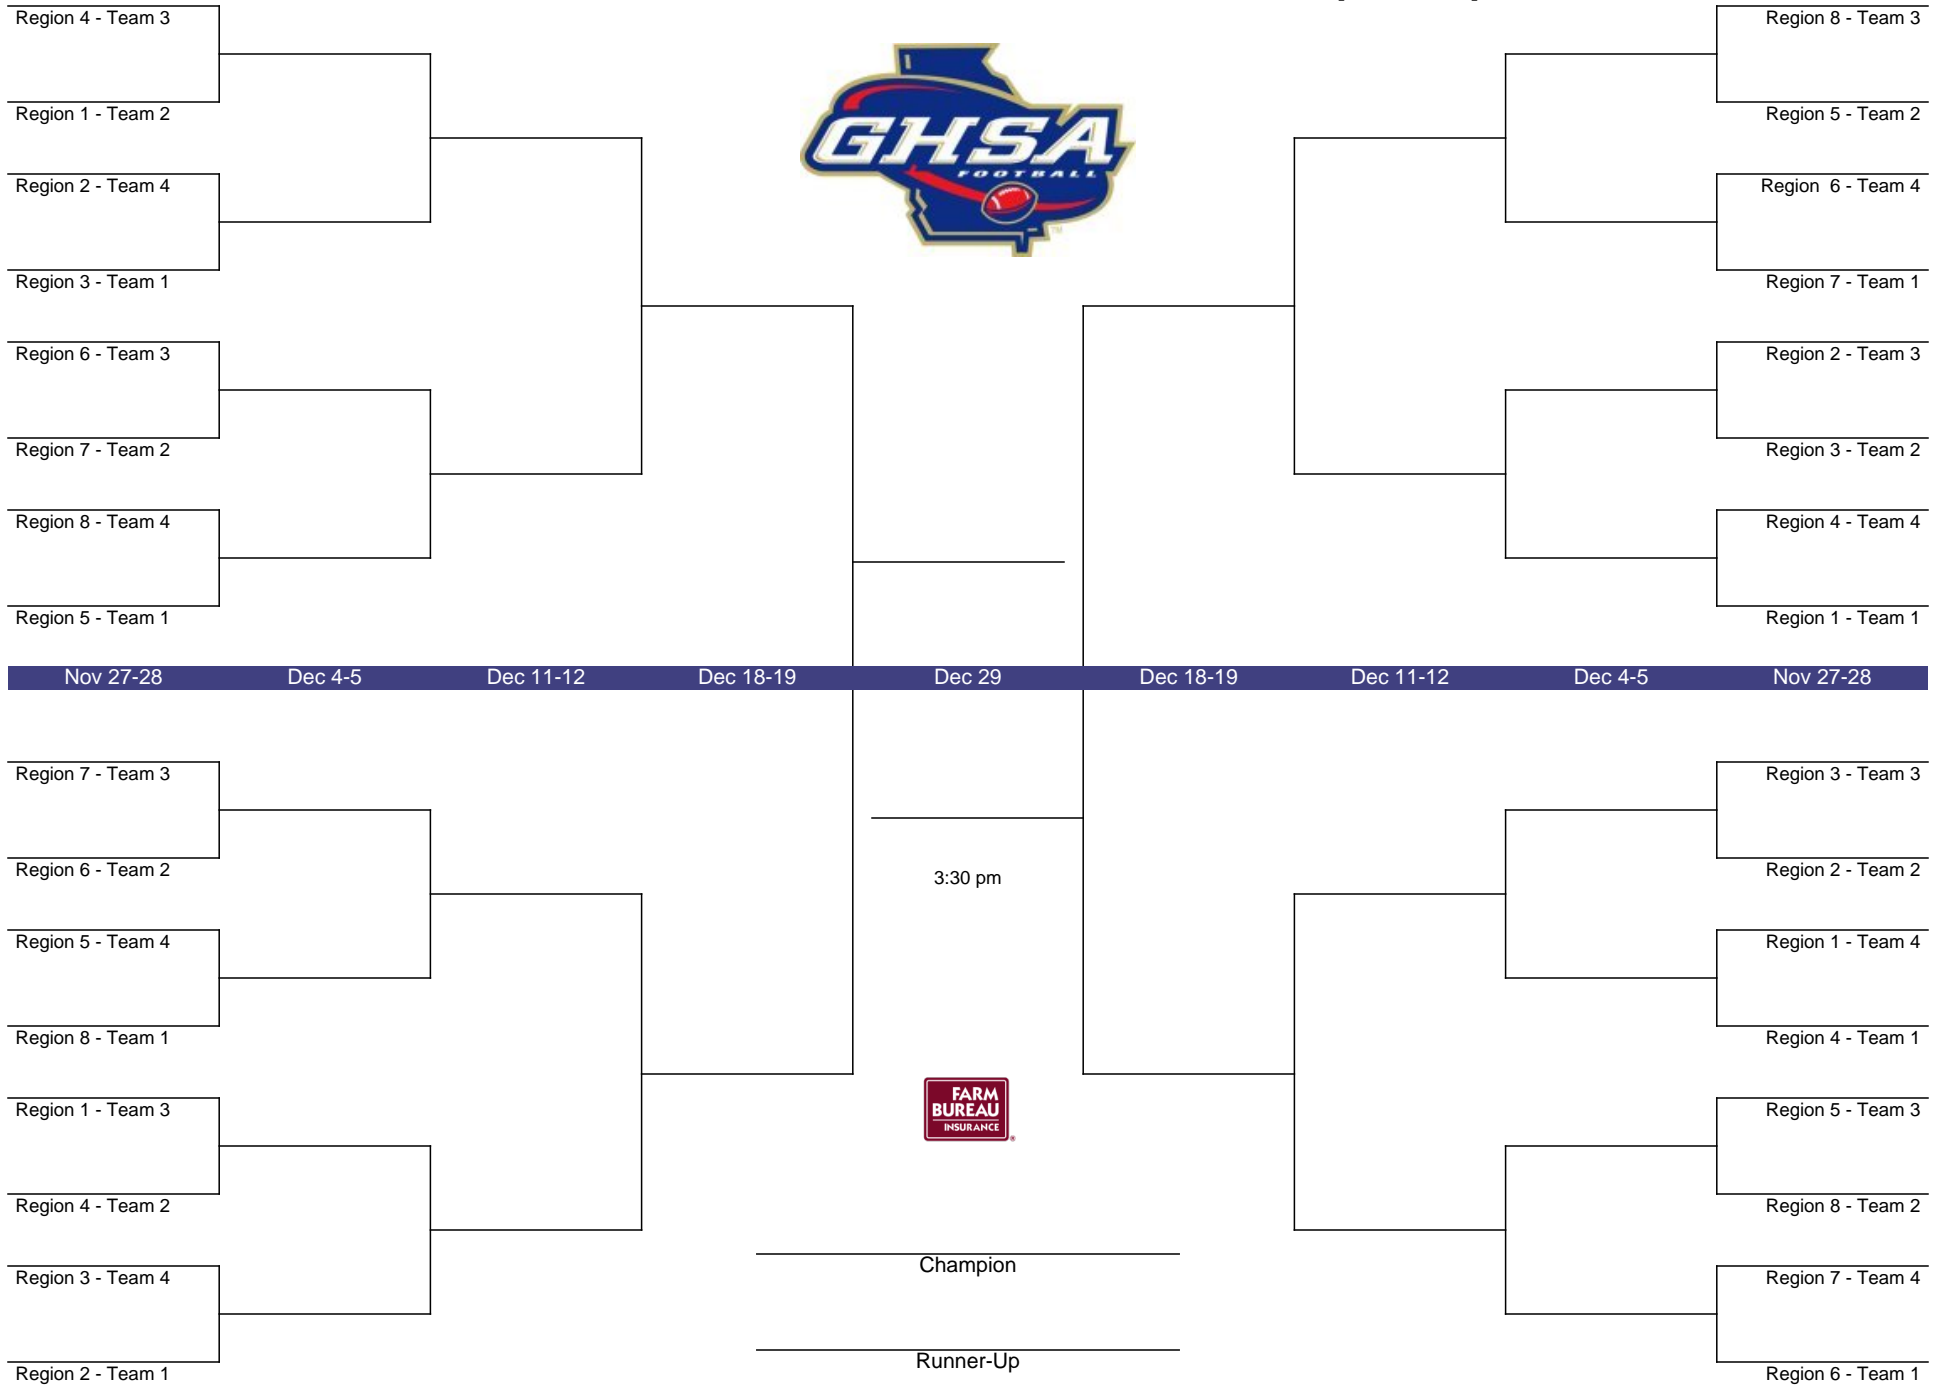 Region 4 - Team 3
Region 1 - Team 2
Region 2 - Team 4
Region 3 - Team 1
Region 6 - Team 3
Region 7 - Team 2
Region 8 - Team 4
Region 5 - Team 1
GHSA
FOOTBALL
TM
Region 8 - Team 3
Region 5 - Team 2
Region  6 - Team 4
Region 7 - Team 1
Region 2 - Team 3
Region 3 - Team 2
Region 4 - Team 4
Region 1 - Team 1
Nov 27-28 Dec 4-5 Dec 11-12 Dec 18-19 Dec 29 Dec 18-19 Dec 11-12 Dec 4-5 Nov 27-28
Region 7 - Team 3
Region 6 - Team 2
Region 5 - Team 4
Region 8 - Team 1
Region 1 - Team 3
Region 4 - Team 2
Region 3 - Team 4
Region 2 - Team 1
3:30 pm
FARM
BUREAU
INSURANCE
®
Champion
Runner-Up
Region 3 - Team 3
Region 2 - Team 2
Region 1 - Team 4
Region 4 - Team 1
Region 5 - Team 3
Region 8 - Team 2
Region 7 - Team 4
Region 6 - Team 1